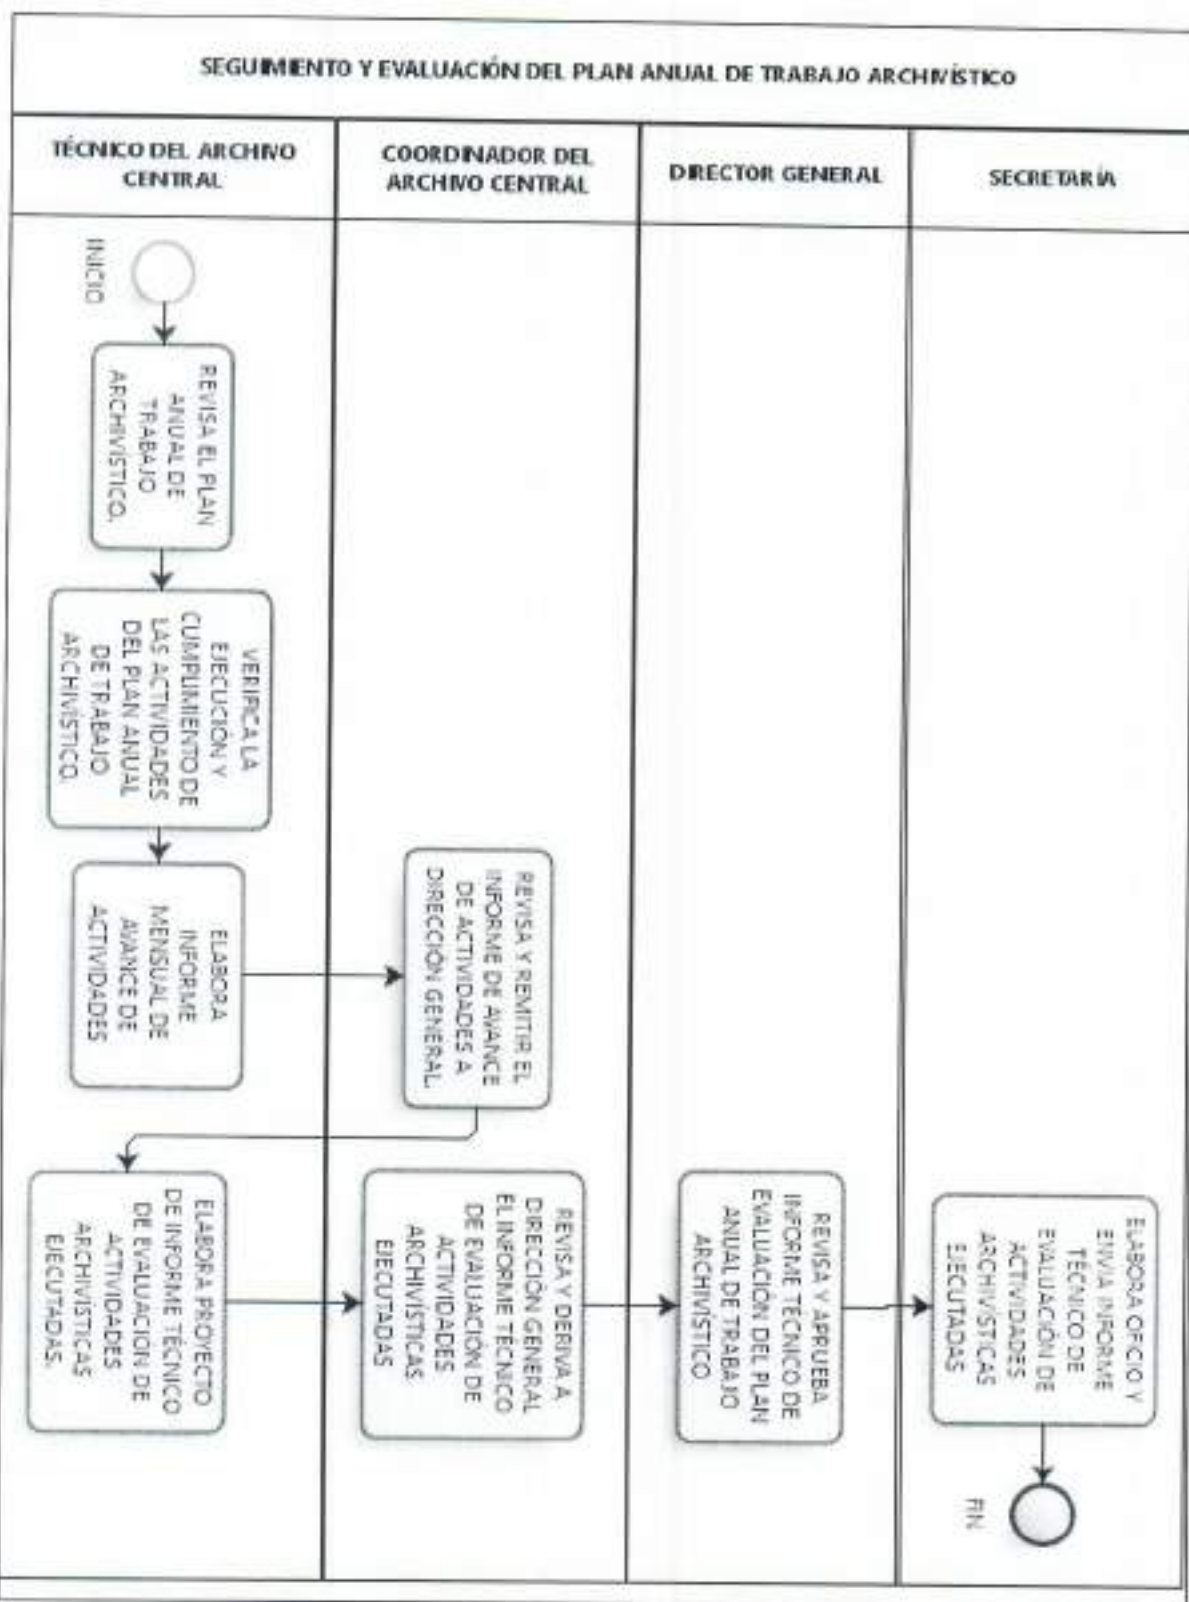 SEGUIMIENTO Y EVALUACIÓN DEL PLAN ANUAL DE TRABAJO ARCHIVÍSTICO
TÉCNICO DEL ARCHIVO
CENTRAL
COORDINADOR DEL
ARCHIVO CENTRAL
DIRECTOR GENERAL
SECRETARÍA
INICIO
REVISA EL PLAN
ANUAL DE
TRABAJO
ARCHIVÍSTICO.
VERIFICA LA
EJECUCIÓN Y
CUMPLIMIENTO DE
LAS ACTIVIDADES
DEL PLAN ANUAL
DE TRABAJO
ARCHIVÍSTICO.
ELABORA
INFORME
MENSUAL DE
AVANCE DE
ACTIVIDADES
REVISA Y REMITIR EL
INFORME DE AVANCE
DE ACTIVIDADES A
DIRECCIÓN GENERAL.
ELABORA PROYECTO
DE INFORME TÉCNICO
DE EVALUACION DE
ACTIVIDADES
ARCHIVISTICAS
EJECUTADAS.
REVISA Y DERIVA A
DIRECCIÓN GENERAL
EL INFORME TÉCNICO
DE EVALUACIÓN DE
ACTIVIDADES
ARCHIVÍSTICAS
EJECUTADAS
REVISA Y APRUEBA
INFORME TÉCNICO DE
EVALUACIÓN DEL PLAN
ANUAL DE TRABAJO
ARCHIVÍSTICO
ELABORA OFICIO Y
ENVIA INFORME
TÉCNICO DE
EVALUACIÓN DE
ACTIVIDADES
ARCHIVÍSTICAS
EJECUTADAS
FIN